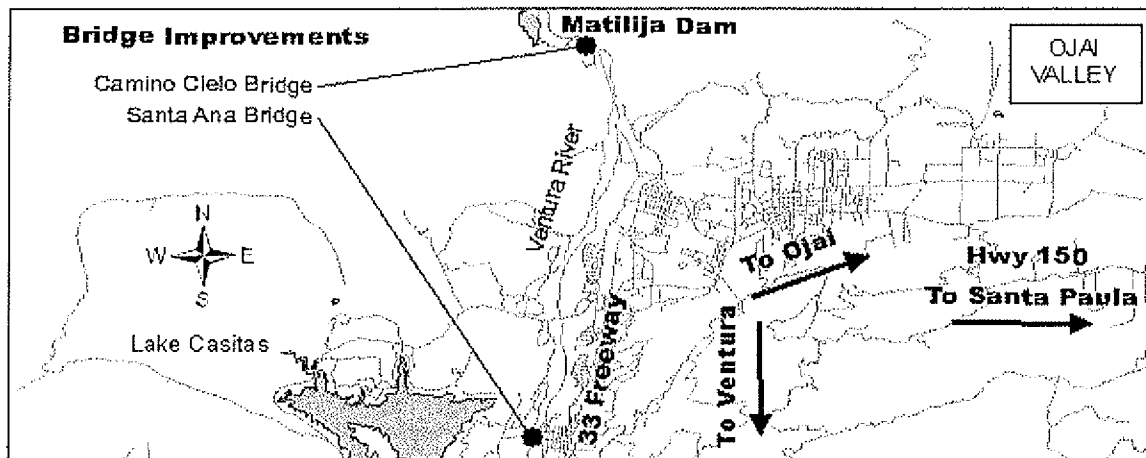 Bridge Improvements
Matilija Dam
OJAI
VALLEY
Camino Cielo Bridge
Santa Ana Bridge
Ventura River
N
W E
S
To Ojai
Hwy 150
To Santa Paula
Lake Casitas
33 Freeway
To Ventura